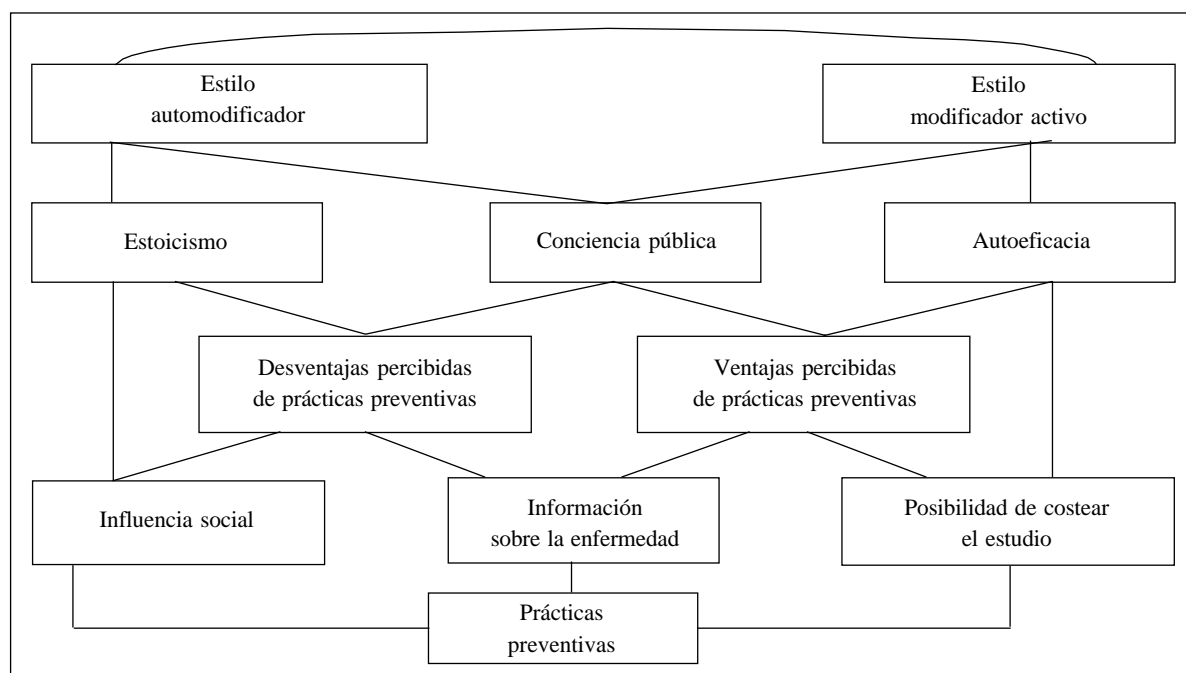 Estilo
automodificador
Estilo
modificador activo
Estoicismo
Conciencia pública
Autoeficacia
Desventajas percibidas
de prácticas preventivas
Ventajas percibidas
de prácticas preventivas
Influencia social
Información
sobre la enfermedad
Posibilidad de costear
el estudio
Prácticas
preventivas